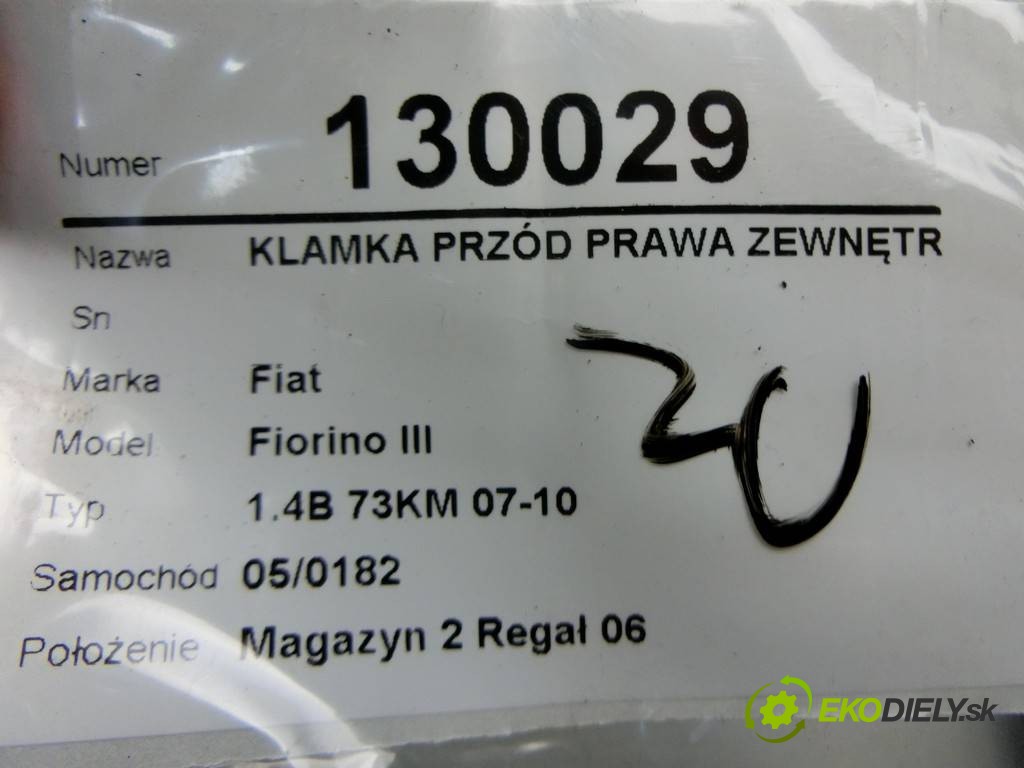 Numer 130029
Nazwa KLAMKA PRZÓD PRAWA ZEWNĘTR
Sn
Marka Fiat
Model Fiorino III
Typ 1.4B 73KM 07-10
Samochód 05/0182
Położenie Magazyn 2 Regał 06
20
EKODIELY.sk